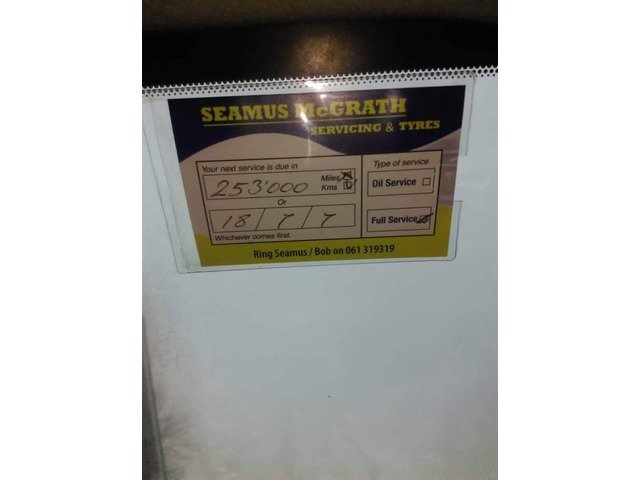 SEAMUS McGRATH
SERVICING & TYRES
Your next service is due in
253'000 Miles
Kms
Or
18 / 7 / 7
Whichever comes first.
Type of service
Oil Service
Full Service
Ring Seamus / Bob on 061 319319